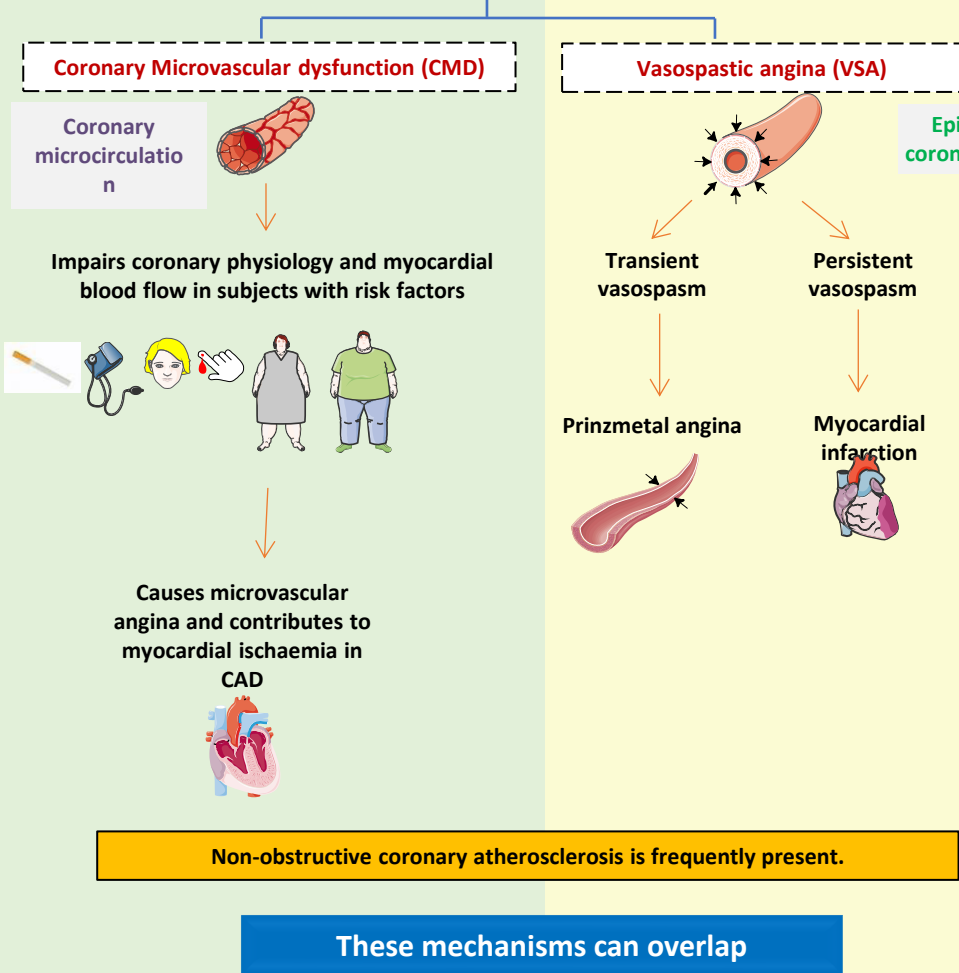 Coronary Microvascular dysfunction (CMD)
Coronary
microcirculatio
n
Impairs coronary physiology and myocardial
blood flow in subjects with risk factors
Causes microvascular
angina and contributes to
myocardial ischaemia in
CAD
Vasospastic angina (VSA)
Transient
vasospasm
Persistent
vasospasm
Prinzmetal angina
Myocardial
infarction
Non-obstructive coronary atherosclerosis is frequently present.
These mechanisms can overlap